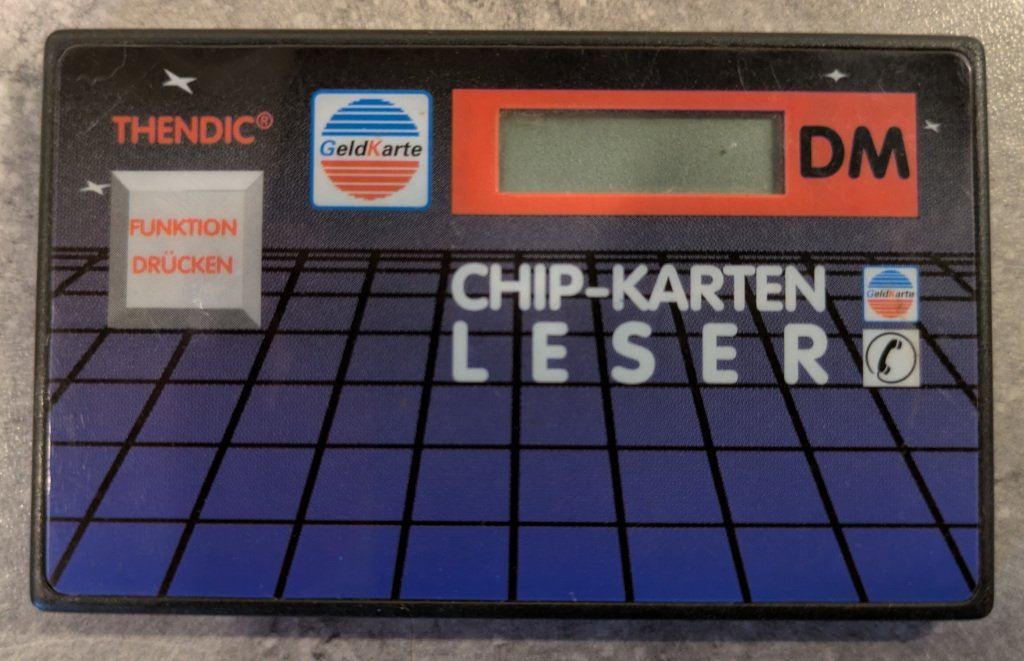 THENDIC®
GeldKarte
DM
FUNKTION
DRÜCKEN
CHIP-KARTEN
LESER
GeldKarte